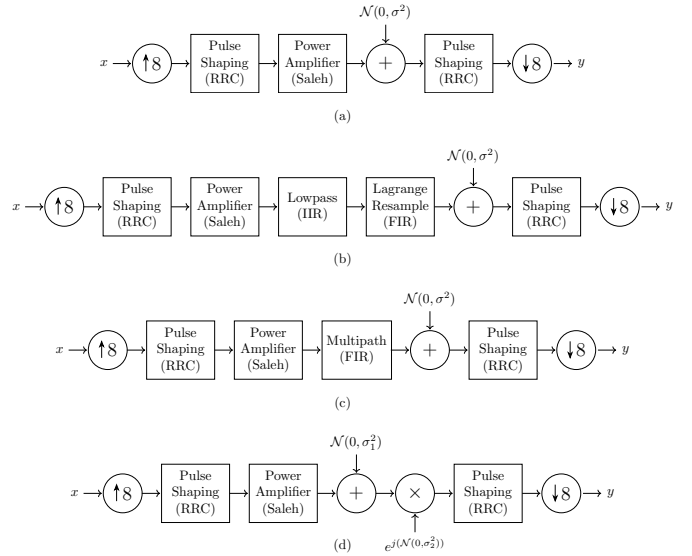 𝒩(0, σ²)
x ↑8 Pulse Shaping (RRC) Power Amplifier (Saleh) + Pulse Shaping (RRC) ↓8 y
(a)
𝒩(0, σ²)
x ↑8 Pulse Shaping (RRC) Power Amplifier (Saleh) Lowpass (IIR) Lagrange Resample (FIR) + Pulse Shaping (RRC) ↓8 y
(b)
𝒩(0, σ²)
x ↑8 Pulse Shaping (RRC) Power Amplifier (Saleh) Multipath (FIR) + Pulse Shaping (RRC) ↓8 y
(c)
𝒩(0, σ₁²)
x ↑8 Pulse Shaping (RRC) Power Amplifier (Saleh) + × Pulse Shaping (RRC) ↓8 y
e^{j(𝒩(0,σ₂²))}
(d)